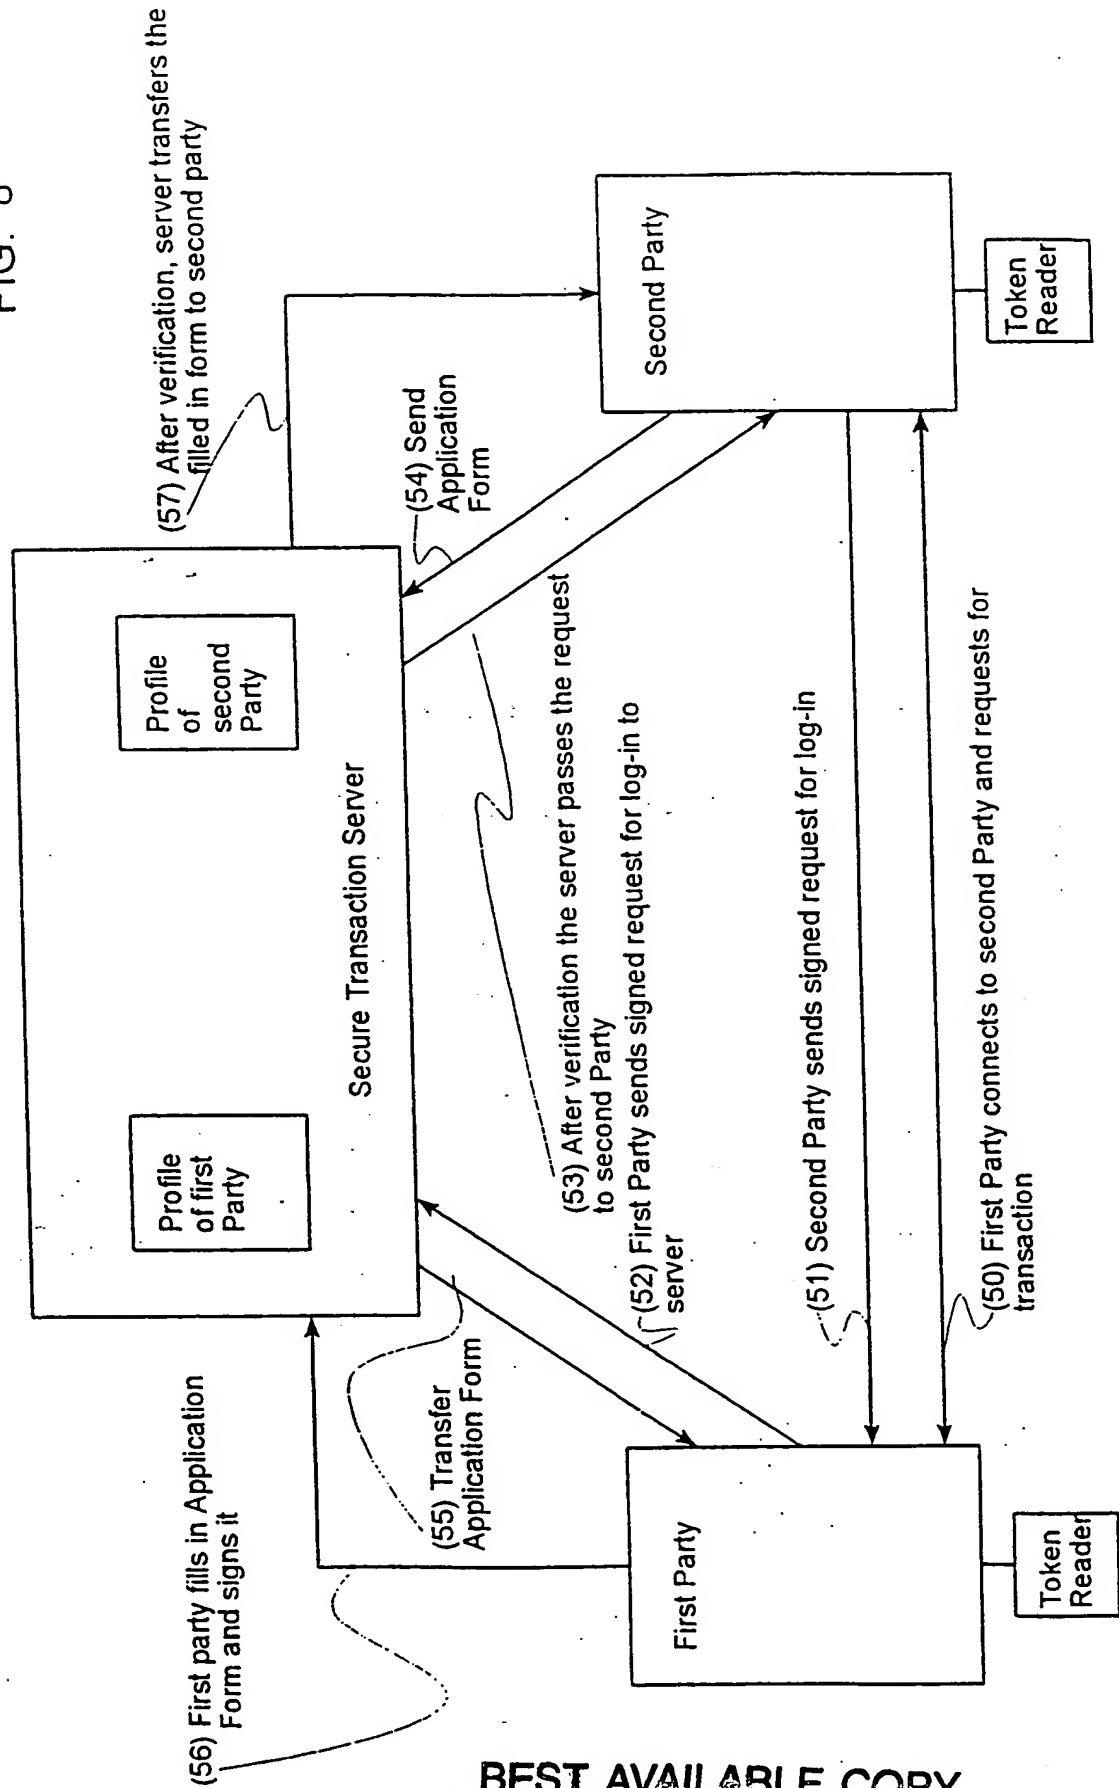 FIG. 8
(57) After verification, server transfers the
filled in form to second party
Profile
of
second
Party
Profile
of first
Party
Secure Transaction Server
(56) First party fills in Application
Form and signs it
(54) Send
Application
Form
(55) Transfer
Application Form
(53) After verification the server passes the request
to second Party
(52) First Party sends signed request for log-in to
server
Second Party
First Party
(51) Second Party sends signed request for log-in
(50) First Party connects to second Party and requests for
transaction
Token
Reader
Token
Reader
BEST AVAILABLE COPY